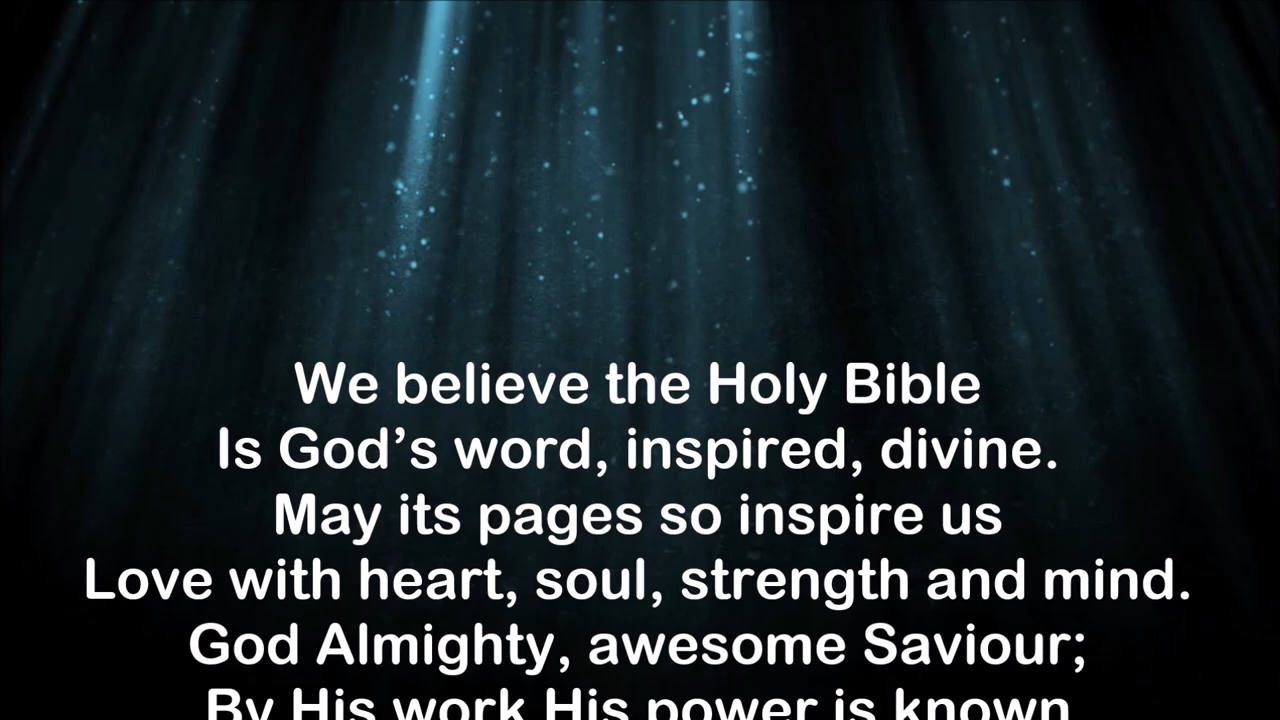 We believe the Holy Bible
Is God’s word, inspired, divine.
May its pages so inspire us
Love with heart, soul, strength and mind.
God Almighty, awesome Saviour;
By His work His power is known